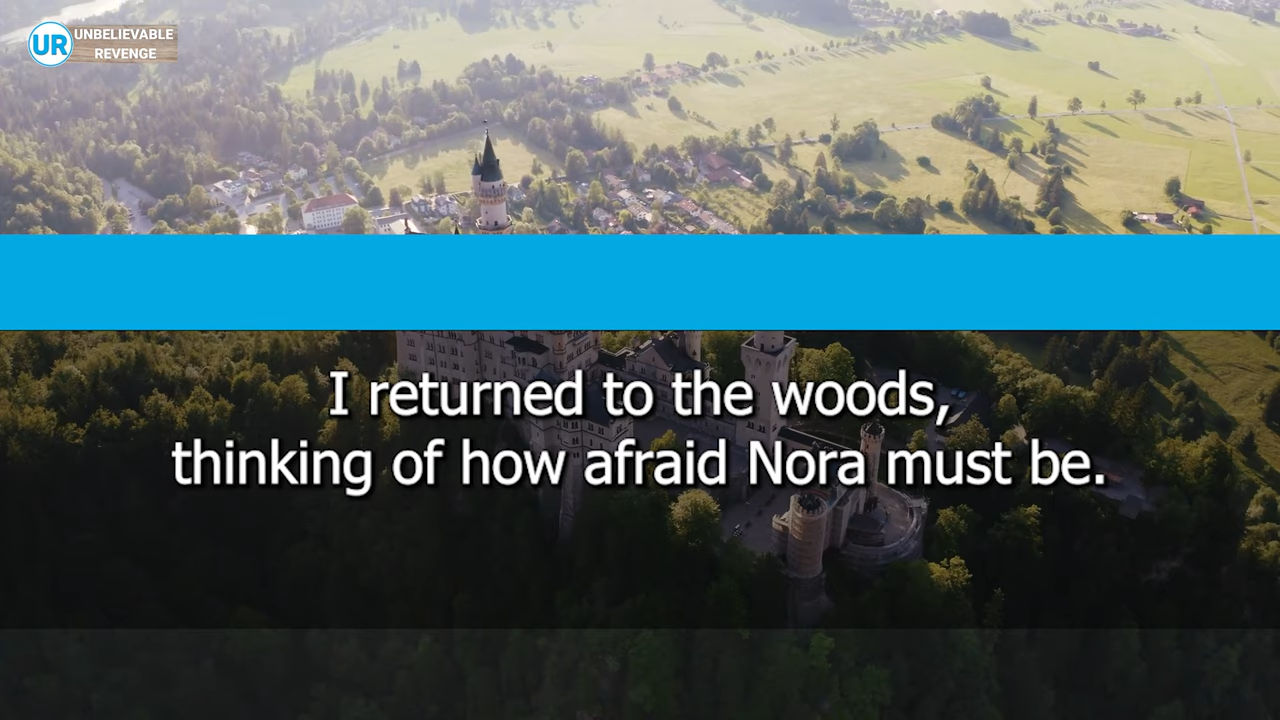 UR
UNBELIEVABLE
REVENGE
I returned to the woods,
thinking of how afraid Nora must be.